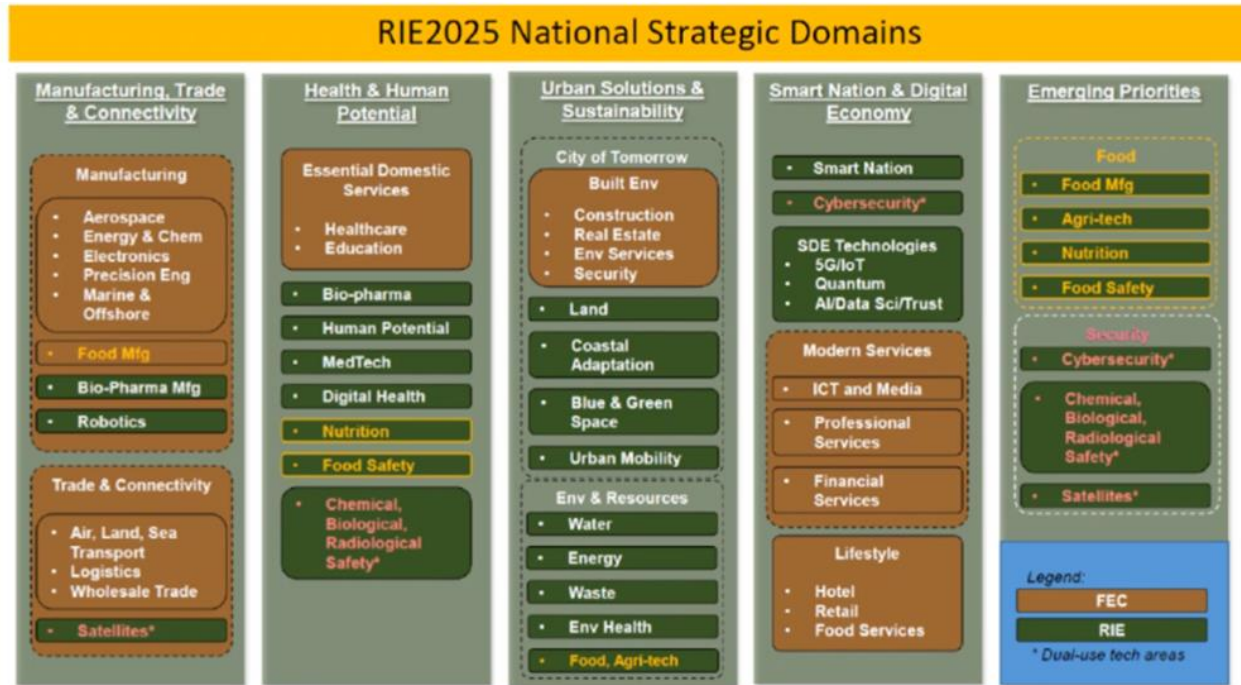 RIE2025 National Strategic Domains
Manufacturing, Trade
& Connectivity
Manufacturing
• Aerospace
• Energy & Chem
• Electronics
• Precision Eng
• Marine &
Offshore
• Food Mfg
• Bio-Pharma Mfg
• Robotics
Trade & Connectivity
• Air, Land, Sea
Transport
• Logistics
• Wholesale Trade
• Satellites*
Health & Human
Potential
Essential Domestic
Services
• Healthcare
• Education
• Bio-pharma
• Human Potential
• MedTech
• Digital Health
• Nutrition
• Food Safety
• Chemical,
Biological,
Radiological
Safety*
Urban Solutions &
Sustainability
City of Tomorrow
Built Env
• Construction
• Real Estate
• Env Services
• Security
• Land
• Coastal
Adaptation
• Blue & Green
Space
• Urban Mobility
Env & Resources
• Water
• Energy
• Waste
• Env Health
• Food, Agri-tech
Smart Nation & Digital
Economy
• Smart Nation
• Cybersecurity*
SDE Technologies
• 5G/IoT
• Quantum
• AI/Data Sci/Trust
Modern Services
• ICT and Media
• Professional
Services
• Financial
Services
Lifestyle
• Hotel
• Retail
• Food Services
Emerging Priorities
Food
• Food Mfg
• Agri-tech
• Nutrition
• Food Safety
Security
• Cybersecurity*
• Chemical,
Biological,
Radiological
Safety*
• Satellites*
Legend:
FEC
RIE
* Dual-use tech areas